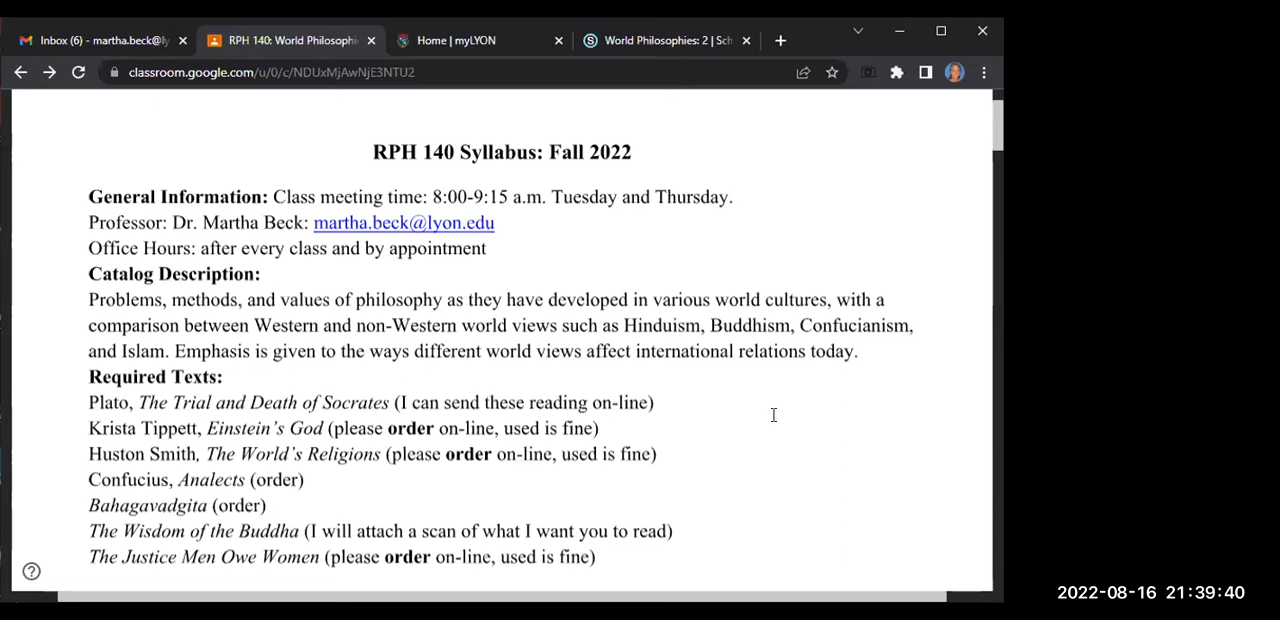 Inbox (6) - martha.beck@ly
RPH 140: World Philosophi
Home | myLYON
World Philosophies: 2 | Sch
classroom.google.com/u/0/c/NDUxMjAwNjE3NTU2
RPH 140 Syllabus: Fall 2022
General Information: Class meeting time: 8:00-9:15 a.m. Tuesday and Thursday.
Professor: Dr. Martha Beck: martha.beck@lyon.edu
Office Hours: after every class and by appointment
Catalog Description:
Problems, methods, and values of philosophy as they have developed in various world cultures, with a
comparison between Western and non-Western world views such as Hinduism, Buddhism, Confucianism,
and Islam. Emphasis is given to the ways different world views affect international relations today.
Required Texts:
Plato, The Trial and Death of Socrates (I can send these reading on-line)
Krista Tippett, Einstein's God (please order on-line, used is fine)
Huston Smith, The World's Religions (please order on-line, used is fine)
Confucius, Analects (order)
Bahagavadgita (order)
The Wisdom of the Buddha (I will attach a scan of what I want you to read)
The Justice Men Owe Women (please order on-line, used is fine)
2022-08-16 21:39:40